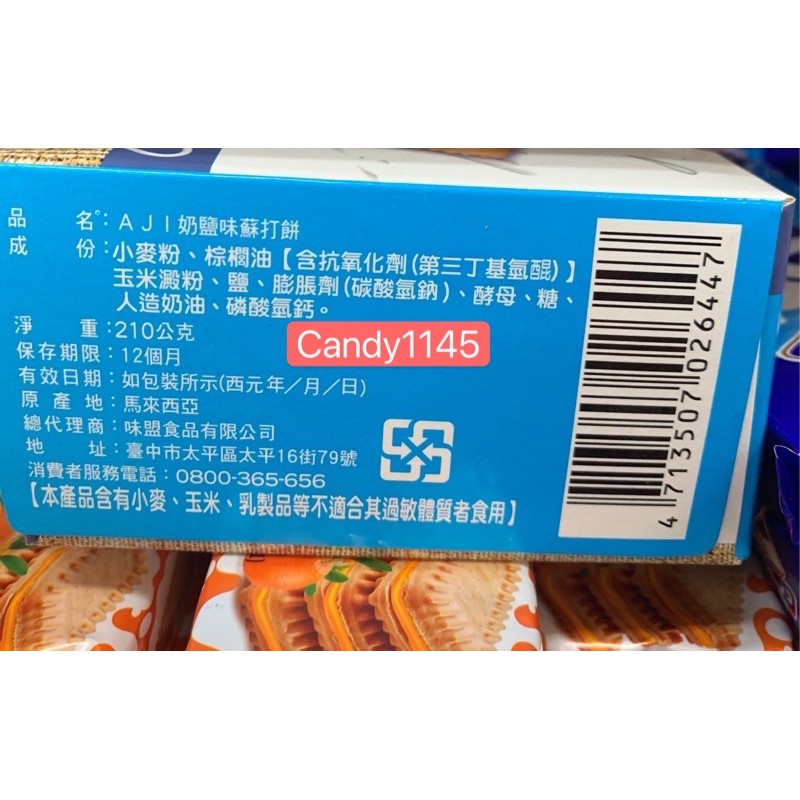 品名：AJI奶鹽味蘇打餅
成份：小麥粉、棕櫚油【含抗氧化劑(第三丁基氫醌)】
玉米澱粉、鹽、膨脹劑(碳酸氫鈉)、酵母、糖、
人造奶油、磷酸氫鈣。
淨重：210公克
保存期限：12個月
有效日期：如包裝所示(西元年／月／日)
原產地：馬來西亞
總代理商：味盟食品有限公司
地址：臺中市太平區太平16街79號
消費者服務電話：0800-365-656
【本產品含有小麥、玉米、乳製品等不適合其過敏體質者食用】
Candy1145
4 713507 026447